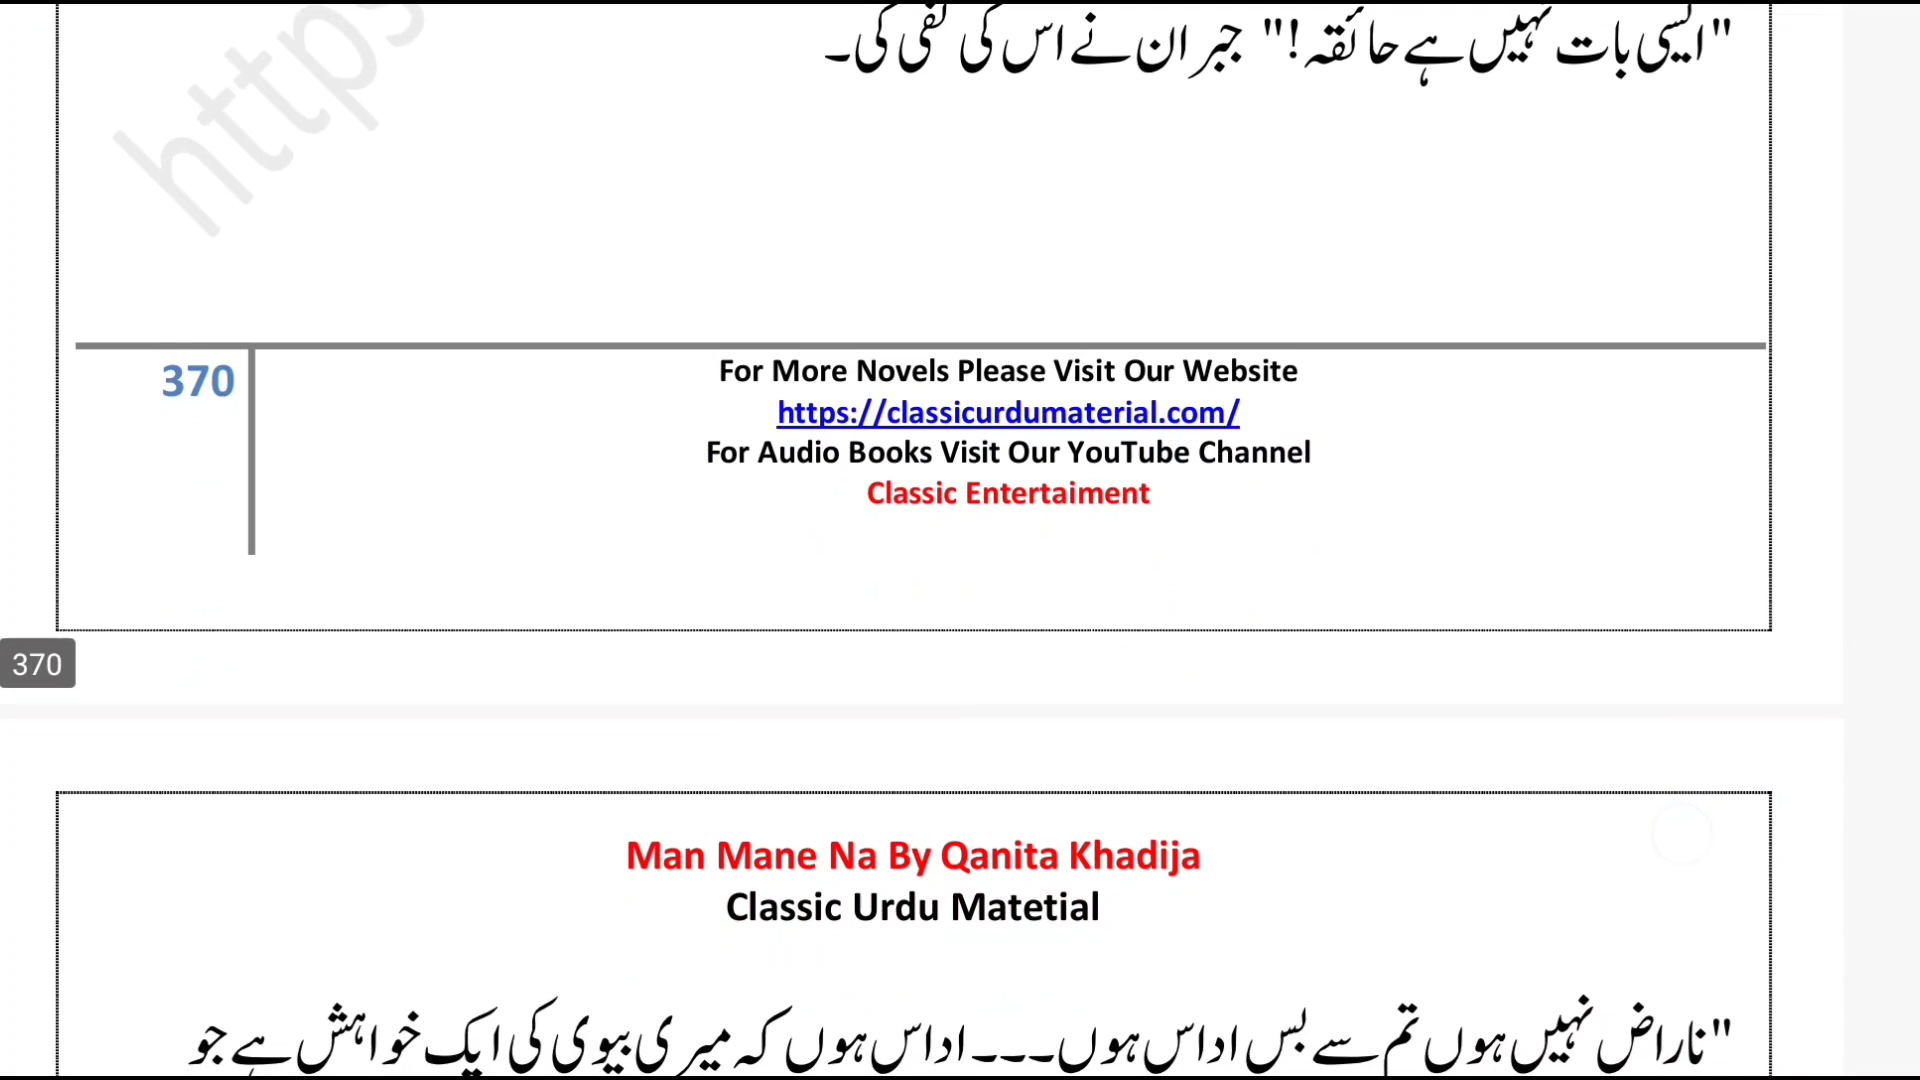 "ایسی بات نہیں ہے حائقہ!" جبران نے اس کی نفی کی۔
https
370
For More Novels Please Visit Our Website
https://classicurdumaterial.com/
For Audio Books Visit Our YouTube Channel
Classic Entertaiment
370
Man Mane Na By Qanita Khadija
Classic Urdu Matetial
"ناراض نہیں ہوں تم سے بس اداس ہوں۔۔۔اداس ہوں کہ میری بیوی کی ایک خواہش ہے جو